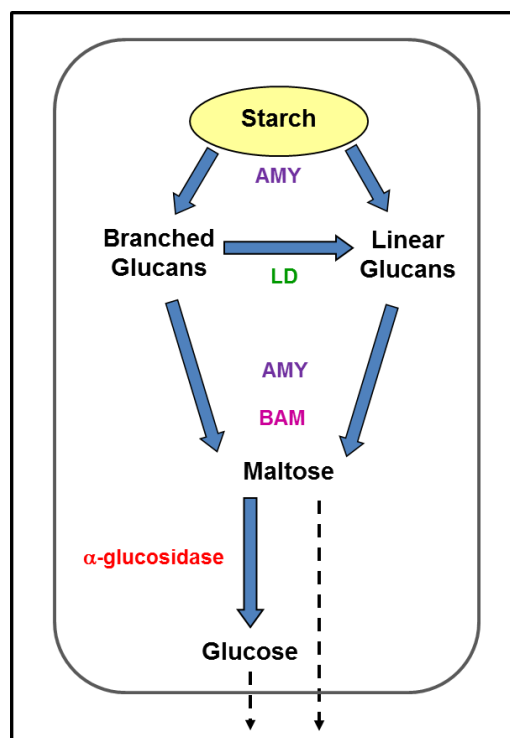 Starch
AMY
Branched
Glucans
Linear
Glucans
LD
AMY
BAM
Maltose
α-glucosidase
Glucose